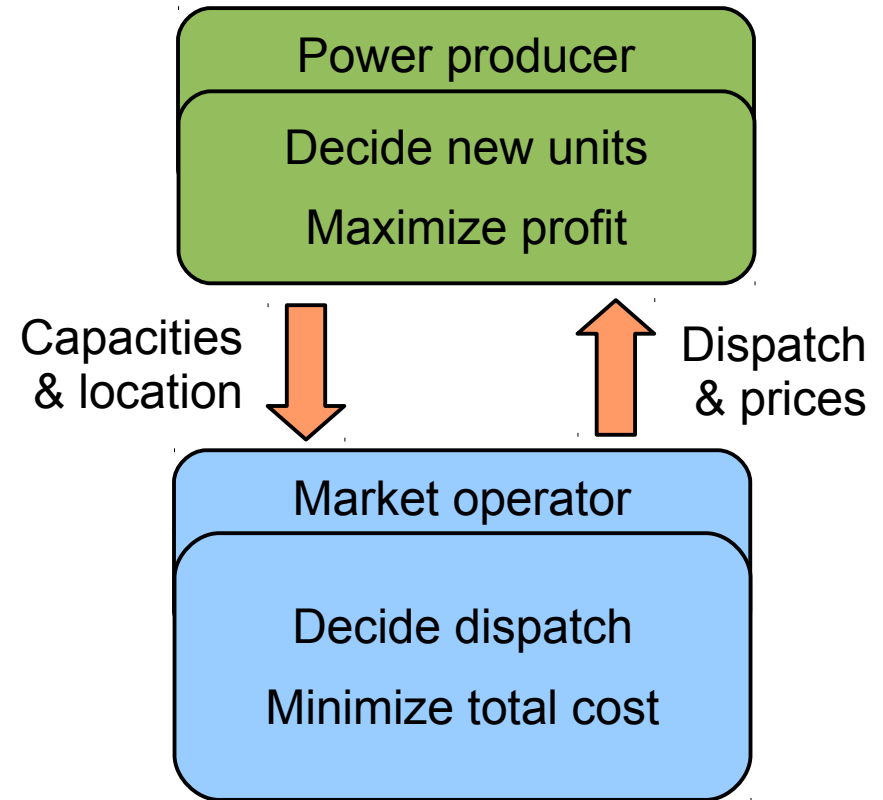 Power producer
Decide new units
Maximize profit
Capacities
& location
Dispatch
& prices
Market operator
Decide dispatch
Minimize total cost